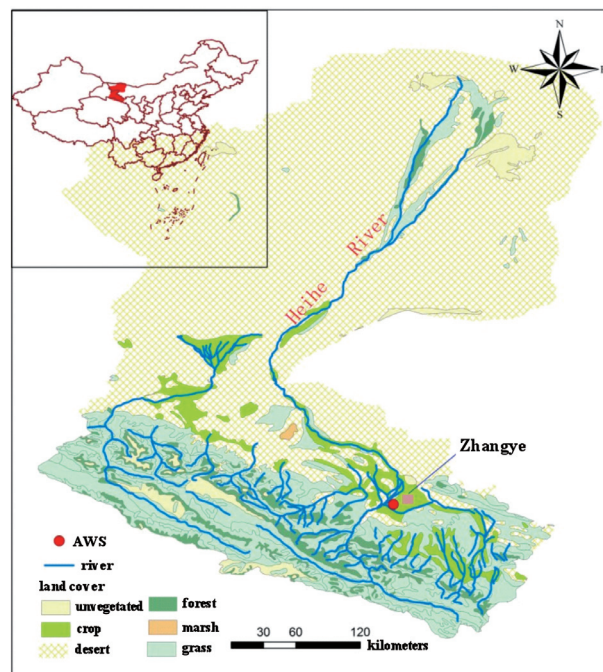 N
W
E
S
River
Heihe
Zhangye
AWS
river
land cover
unvegetated
forest
crop
marsh
desert
grass
30 60 120
kilometers